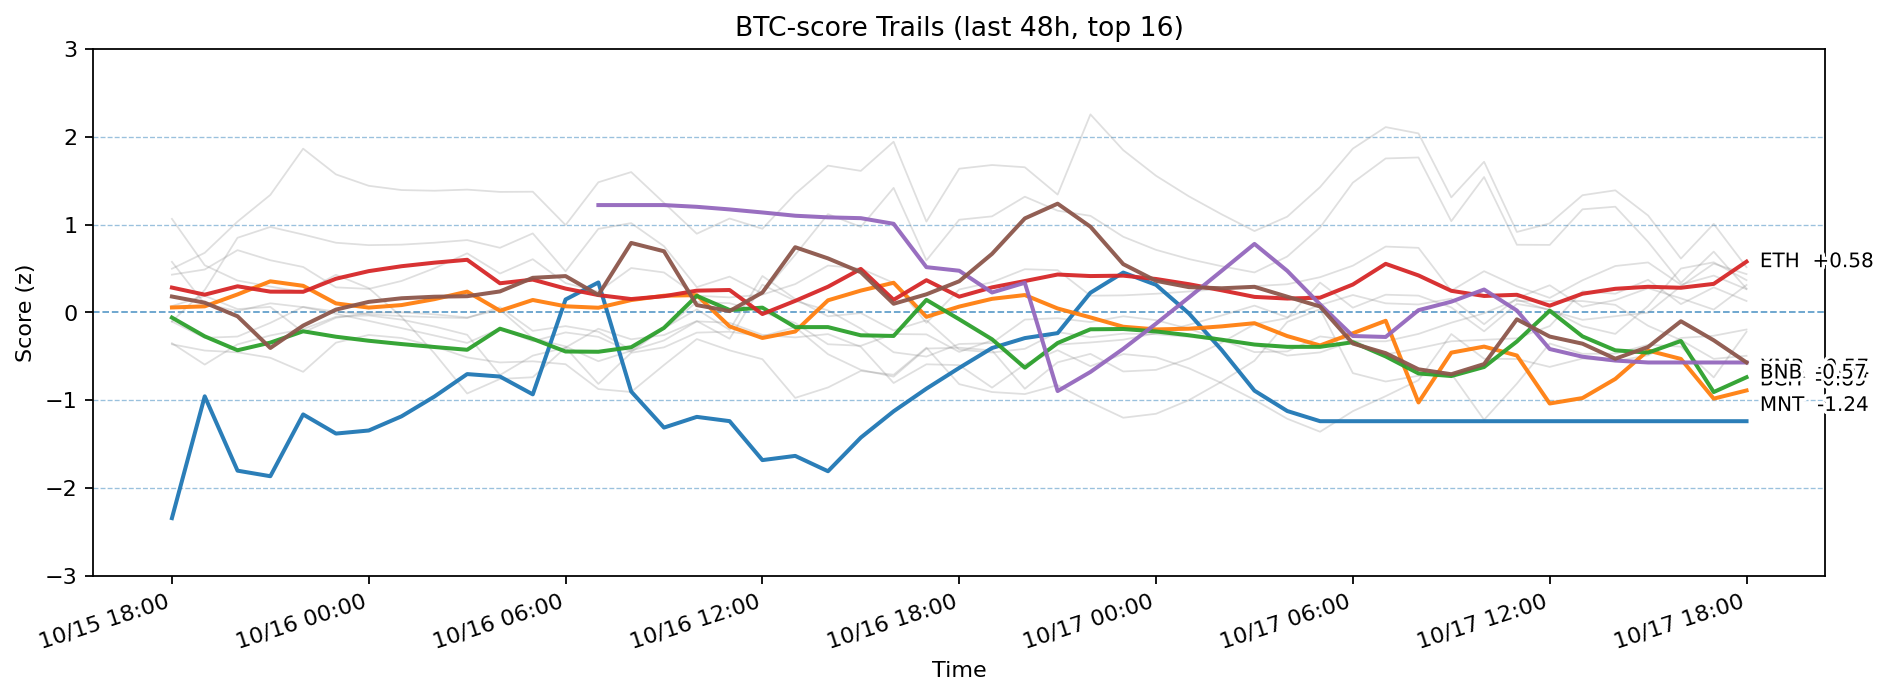 BTC-score Trails (last 48h, top 16)
Score (z)
3
2
1
0
−1
−2
−3
ETH +0.58
BNB -0.57
MNT -1.24
10/15 18:00
10/16 00:00
10/16 06:00
10/16 12:00
10/16 18:00
10/17 00:00
10/17 06:00
10/17 12:00
10/17 18:00
Time